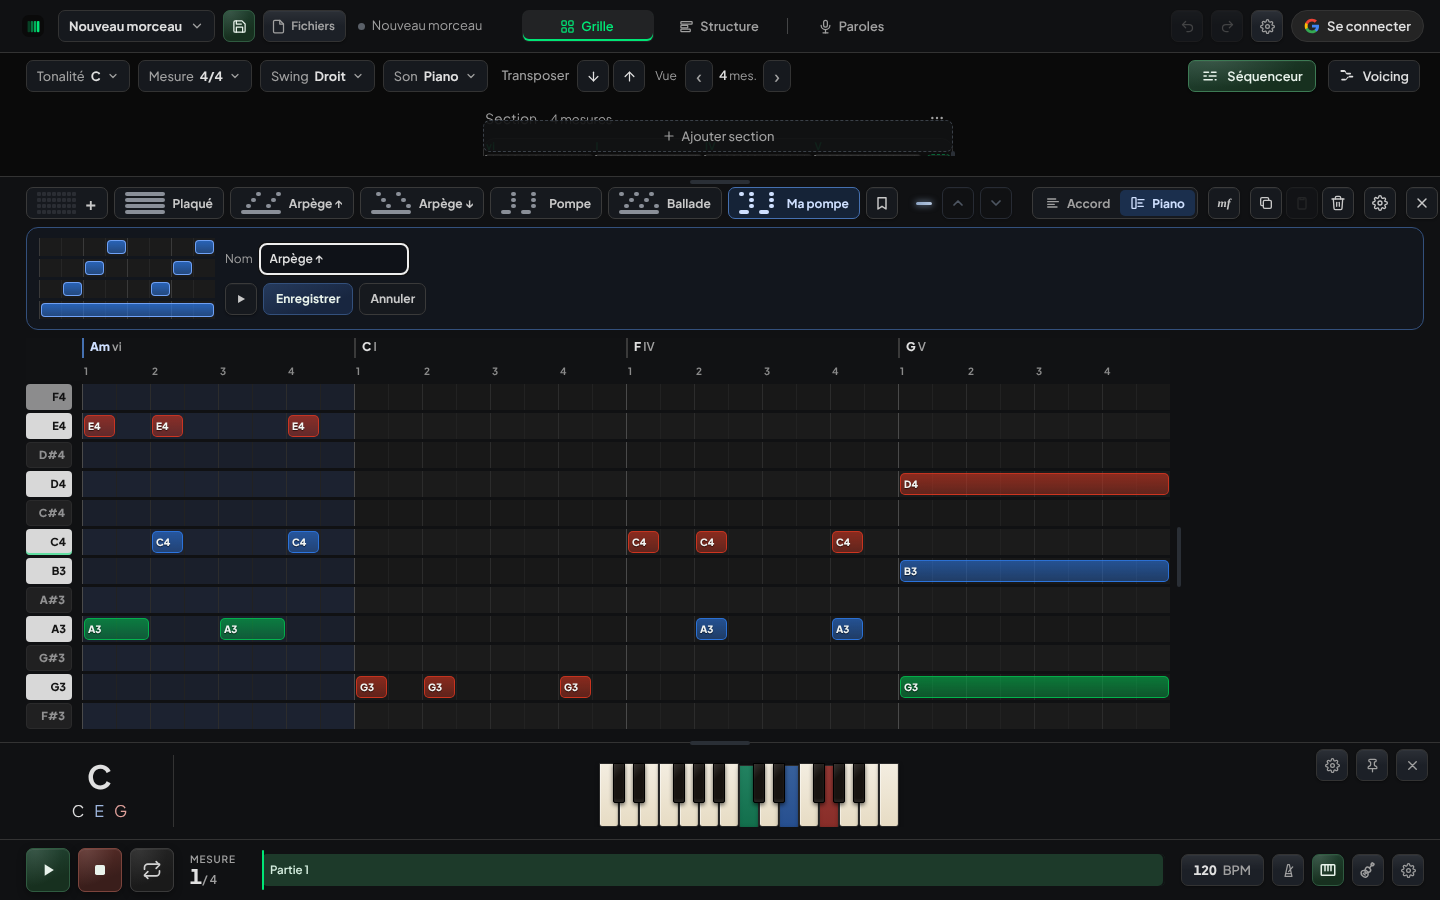 Nouveau morceau Fichiers Nouveau morceau Grille Structure Paroles Se connecter
Tonalité C Mesure 4/4 Swing Droit Son Piano Transposer Vue 4 mes. Séquenceur Voicing
Section 4 mesures
Ajouter section
Plaqué Arpège ↑ Arpège ↓ Pompe Ballade Ma pompe Accord Piano mf
Nom Arpège ↑
Enregistrer Annuler
Am vi C I F IV G V
1 2 3 4 1 2 3 4 1 2 3 4 1 2 3 4
F4
E4 E4 E4 E4
D#4
D4 D4
C#4
C4 C4 C4 C4 C4 C4
B3 B3
A#3
A3 A3 A3 A3 A3
G#3
G3 G3 G3 G3 G3
F#3
C
C E G
MESURE
1 / 4
Partie 1
120 BPM